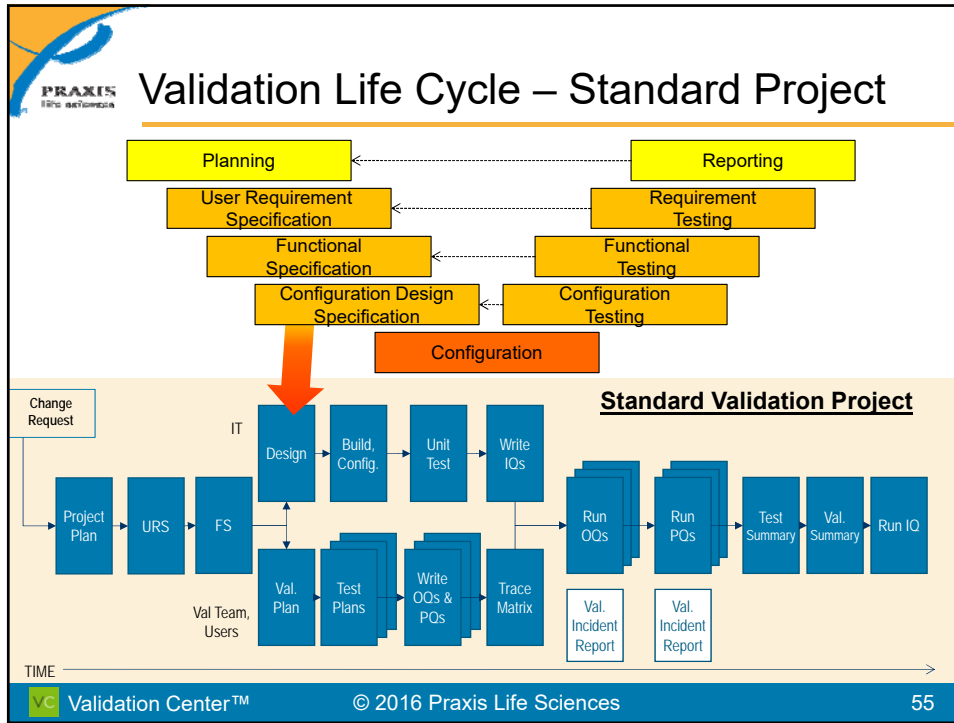 PRAXIS
life sciences
Validation Life Cycle – Standard Project
Planning
Reporting
User Requirement
Specification
Requirement
Testing
Functional
Specification
Functional
Testing
Configuration Design
Specification
Configuration
Testing
Configuration
Standard Validation Project
Change
Request
IT
Design
Build,
Config.
Unit
Test
Write
IQs
Project
Plan
URS
FS
Run
OQs
Run
PQs
Test
Summary
Val.
Summary
Run IQ
Val Team,
Users
Val.
Plan
Test
Plans
Write
OQs &
PQs
Trace
Matrix
Val.
Incident
Report
Val.
Incident
Report
TIME
VC Validation Center™ © 2016 Praxis Life Sciences 55